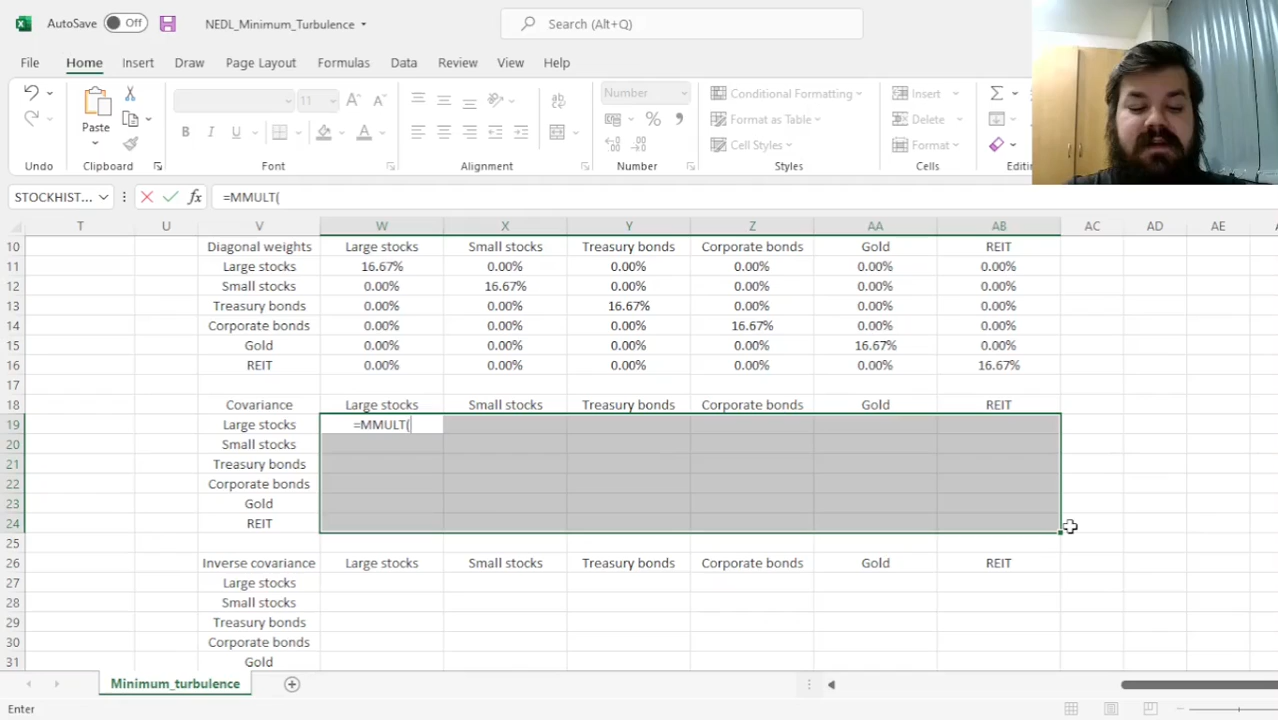 AutoSave Off NEDL_Minimum_Turbulence Search (Alt+Q)
File Home Insert Draw Page Layout Formulas Data Review View Help
Paste 11 Number Conditional Formatting Insert
Format as Table Delete
Cell Styles Format
Undo Clipboard Font Alignment Number Styles Cells Editin
STOCKHIST... fx =MMULT(
T U V W X Y Z AA AB AC AD AE
10 Diagonal weights Large stocks Small stocks Treasury bonds Corporate bonds Gold REIT
11 Large stocks 16.67% 0.00% 0.00% 0.00% 0.00% 0.00%
12 Small stocks 0.00% 16.67% 0.00% 0.00% 0.00% 0.00%
13 Treasury bonds 0.00% 0.00% 16.67% 0.00% 0.00% 0.00%
14 Corporate bonds 0.00% 0.00% 0.00% 16.67% 0.00% 0.00%
15 Gold 0.00% 0.00% 0.00% 0.00% 16.67% 0.00%
16 REIT 0.00% 0.00% 0.00% 0.00% 0.00% 16.67%
17
18 Covariance Large stocks Small stocks Treasury bonds Corporate bonds Gold REIT
19 Large stocks =MMULT(
20 Small stocks
21 Treasury bonds
22 Corporate bonds
23 Gold
24 REIT
25
26 Inverse covariance Large stocks Small stocks Treasury bonds Corporate bonds Gold REIT
27 Large stocks
28 Small stocks
29 Treasury bonds
30 Corporate bonds
31 Gold
Minimum_turbulence
Enter